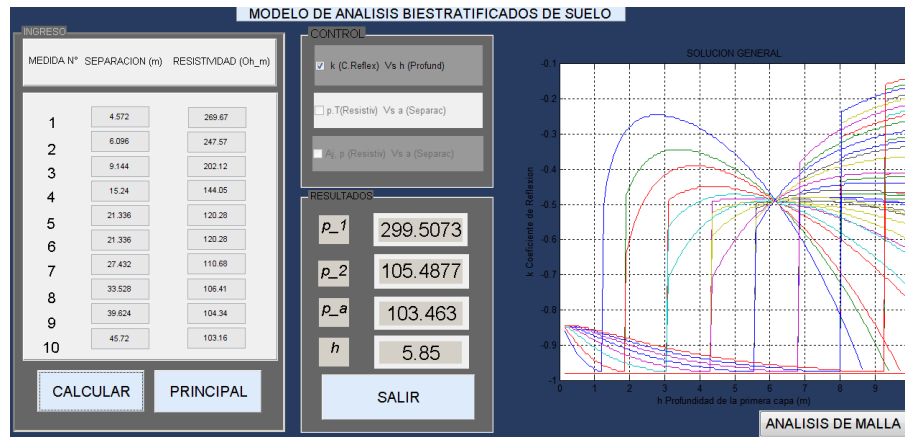 MODELO DE ANALISIS BIESTRATIFICADOS DE SUELO
INGRESO
MEDIDA N° SEPARACION (m) RESISTIVIDAD (Oh_m)
1 4.572 269.67
2 6.096 247.57
3 9.144 202.12
4 15.24 144.05
5 21.336 120.28
6 21.336 120.28
7 27.432 110.68
8 33.528 106.41
9 39.624 104.34
10 45.72 103.16
CALCULAR PRINCIPAL
CONTROL
k (C.Reflex) Vs h (Profund)
p.T(Resistiv) Vs a (Separac)
p (Resistiv) Vs a (Separac)
RESULTADOS
p_1 299.5073
p_2 105.4877
p_a 103.463
h 5.85
SALIR
SOLUCION GENERAL
k Coeficiente de Reflexion
-0.1
-0.2
-0.3
-0.4
-0.5
-0.6
-0.7
-0.8
-0.9
-1
0 1 2 3 4 5 6 7 8 9
h Profundidad de la primera capa (m)
ANALISIS DE MALLA